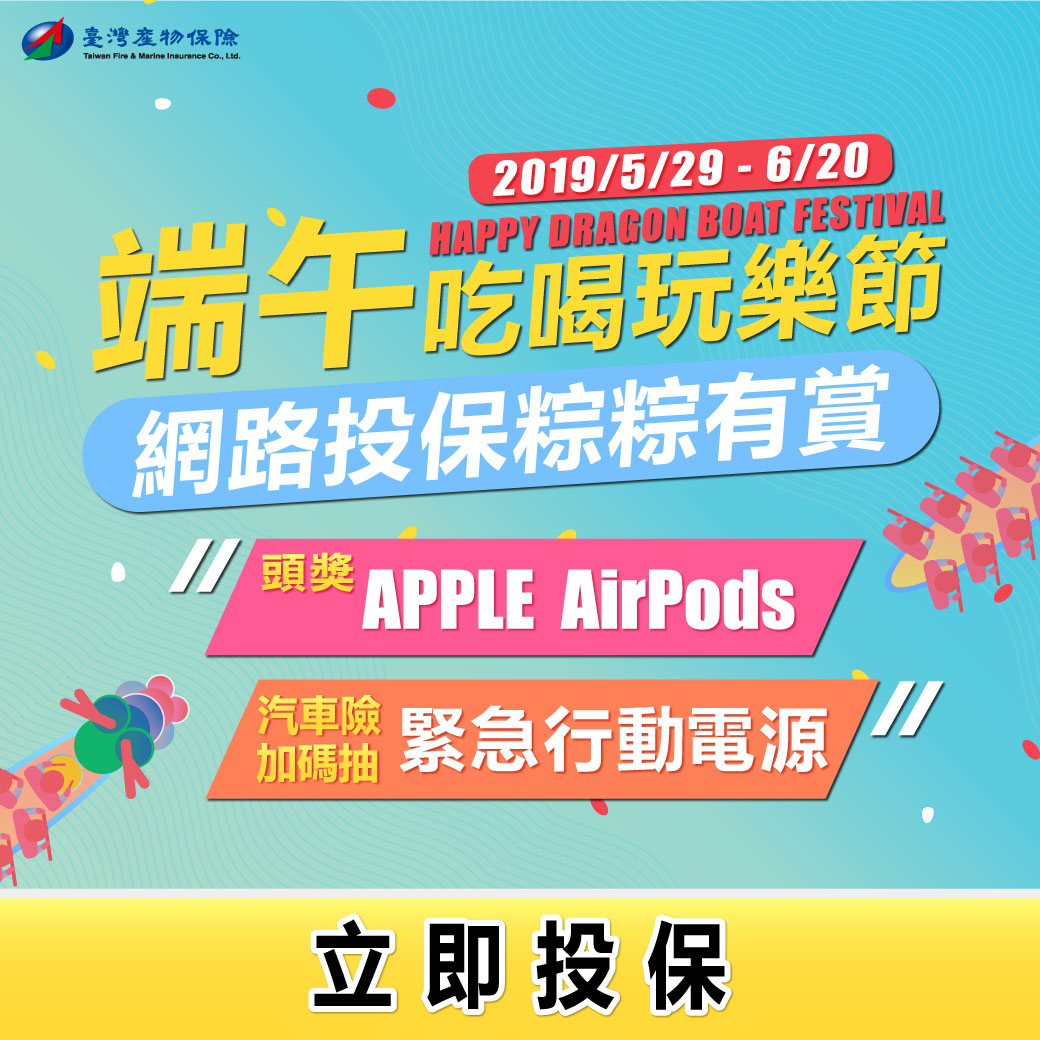 臺灣產物保險
Taiwan Fire & Marine Insurance Co., Ltd.
2019/5/29 - 6/20
HAPPY DRAGON BOAT FESTIVAL
端午吃喝玩樂節
網路投保粽粽有賞
頭獎 APPLE AirPods
汽車險
加碼抽 緊急行動電源
立即投保